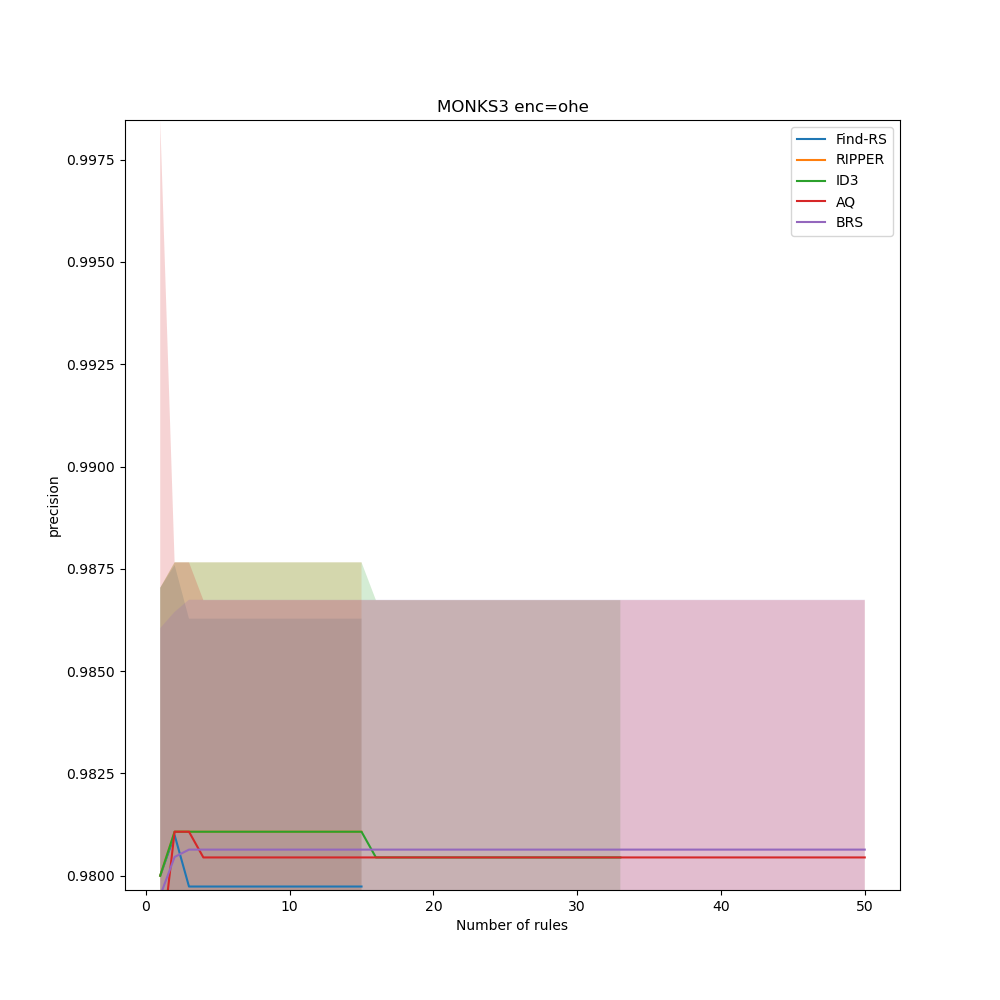 MONKS3 enc=ohe
Find-RS
RIPPER
ID3
AQ
BRS
0.9975
0.9950
0.9925
0.9900
0.9875
0.9850
0.9825
0.9800
precision
0 10 20 30 40 50
Number of rules